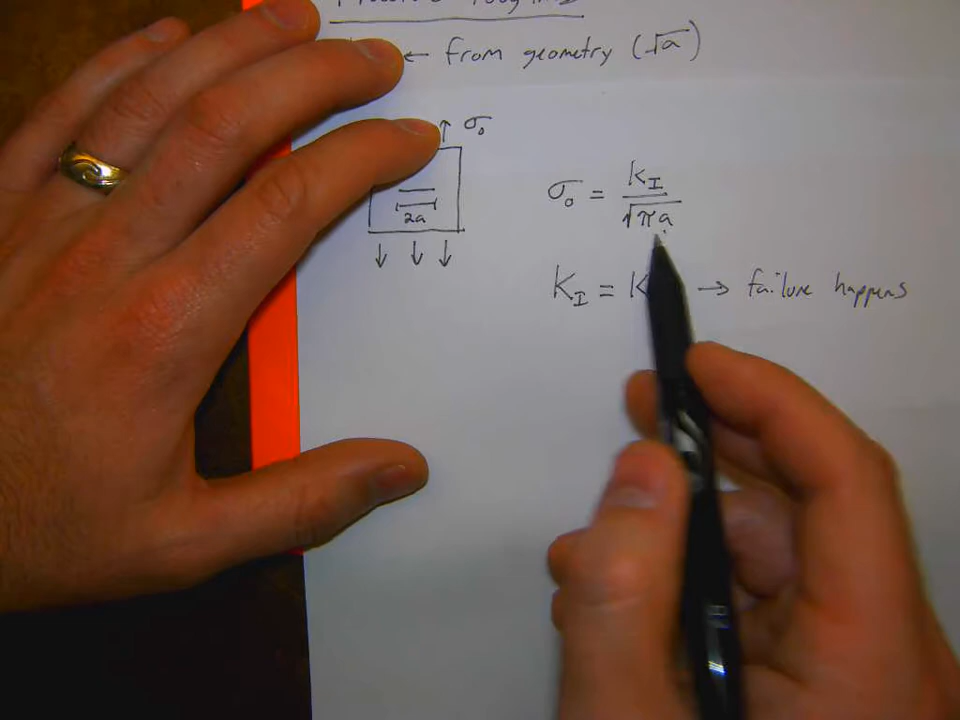 ← from geometry (√a)
↑ σ₀
2a
σ₀ = K_I / √πa
K_I = K → failure happens